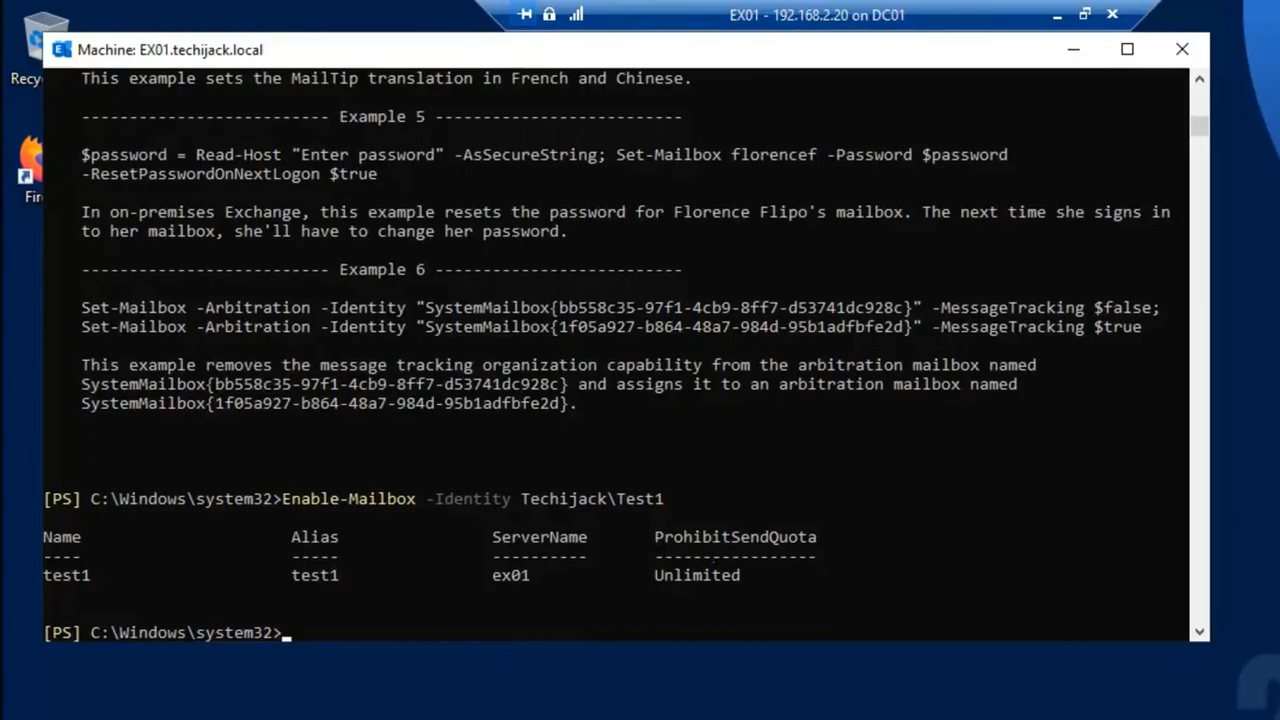 EX01 - 192.168.2.20 on DC01
Recy
Machine: EX01.techijack.local
This example sets the MailTip translation in French and Chinese.
-------------------------- Example 5 --------------------------
$password = Read-Host "Enter password" -AsSecureString; Set-Mailbox florencef -Password $password
-ResetPasswordOnNextLogon $true
Fir
In on-premises Exchange, this example resets the password for Florence Flipo's mailbox. The next time she signs in
to her mailbox, she'll have to change her password.
-------------------------- Example 6 --------------------------
Set-Mailbox -Arbitration -Identity "SystemMailbox{bb558c35-97f1-4cb9-8ff7-d53741dc928c}" -MessageTracking $false;
Set-Mailbox -Arbitration -Identity "SystemMailbox{1f05a927-b864-48a7-984d-95b1adfbfe2d}" -MessageTracking $true
This example removes the message tracking organization capability from the arbitration mailbox named
SystemMailbox{bb558c35-97f1-4cb9-8ff7-d53741dc928c} and assigns it to an arbitration mailbox named
SystemMailbox{1f05a927-b864-48a7-984d-95b1adfbfe2d}.
[PS] C:\Windows\system32>Enable-Mailbox -Identity Techijack\Test1
Name Alias ServerName ProhibitSendQuota
---- ----- ---------- -----------------
test1 test1 ex01 Unlimited
[PS] C:\Windows\system32>